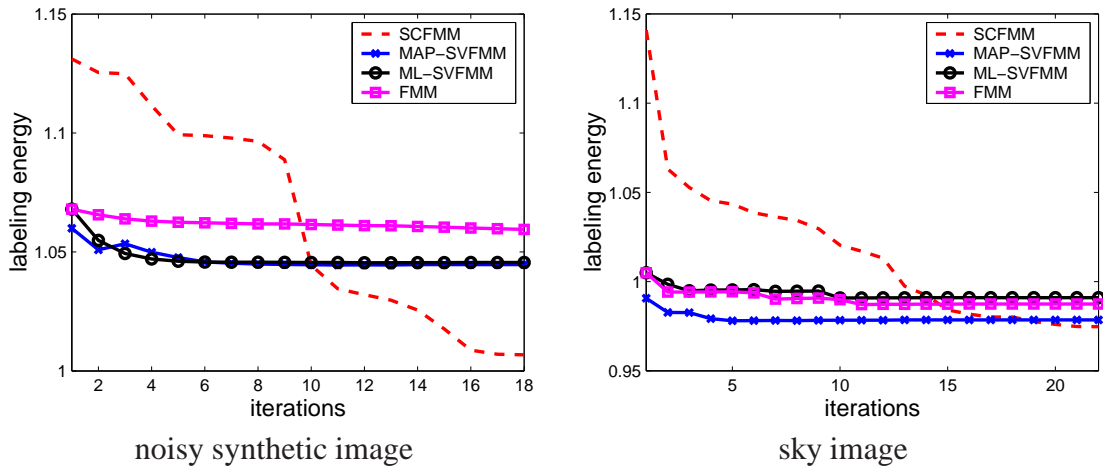 1.15
1.1
1.05
1
labeling energy
SCFMM
MAP−SVFMM
ML−SVFMM
FMM
2 4 6 8 10 12 14 16 18
iterations
noisy synthetic image
1.15
1.1
1.05
1
0.95
labeling energy
SCFMM
MAP−SVFMM
ML−SVFMM
FMM
5 10 15 20
iterations
sky image